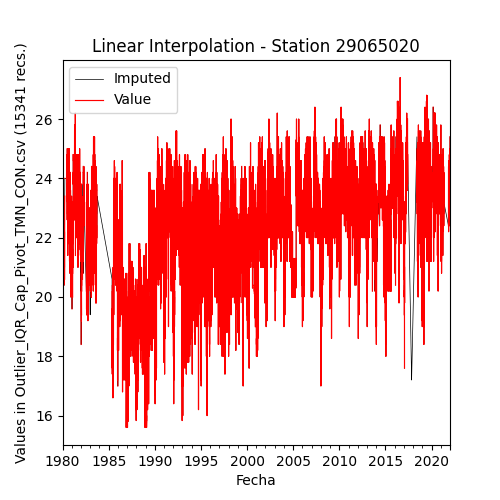 Linear Interpolation - Station 29065020
Imputed
Value
Values in Outlier_IQR_Cap_Pivot_TMN_CON.csv (15341 recs.)
26
24
22
20
18
16
1980 1985 1990 1995 2000 2005 2010 2015 2020
Fecha